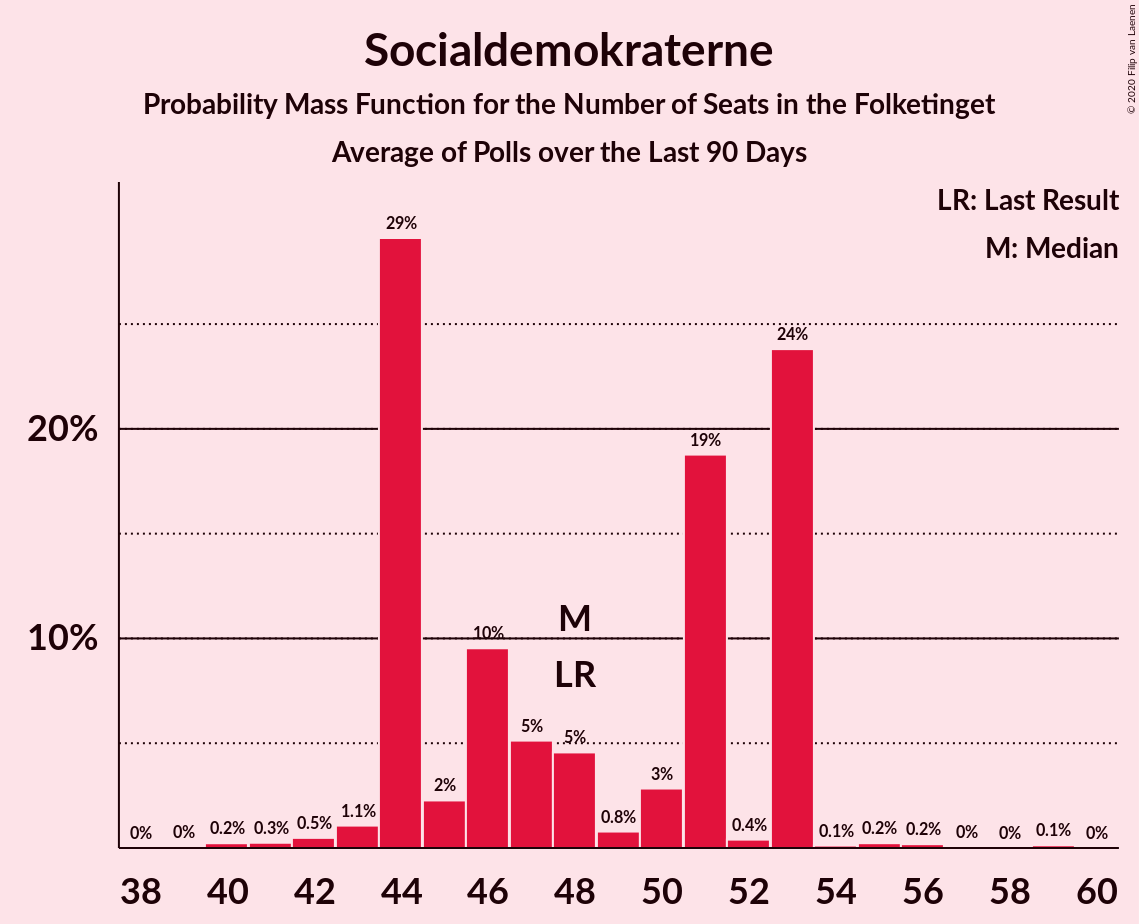 © 2020 Filip van Laenen
Socialdemokraterne
Probability Mass Function for the Number of Seats in the Folketinget
Average of Polls over the Last 90 Days
LR: Last Result
M: Median
20%
10%
0% 0% 0.2% 0.3% 0.5% 1.1% 29% 2% 10% 5% 5% 0.8% 3% 19% 0.4% 24% 0.1% 0.2% 0.2% 0% 0% 0.1% 0%
M
LR
38 40 42 44 46 48 50 52 54 56 58 60